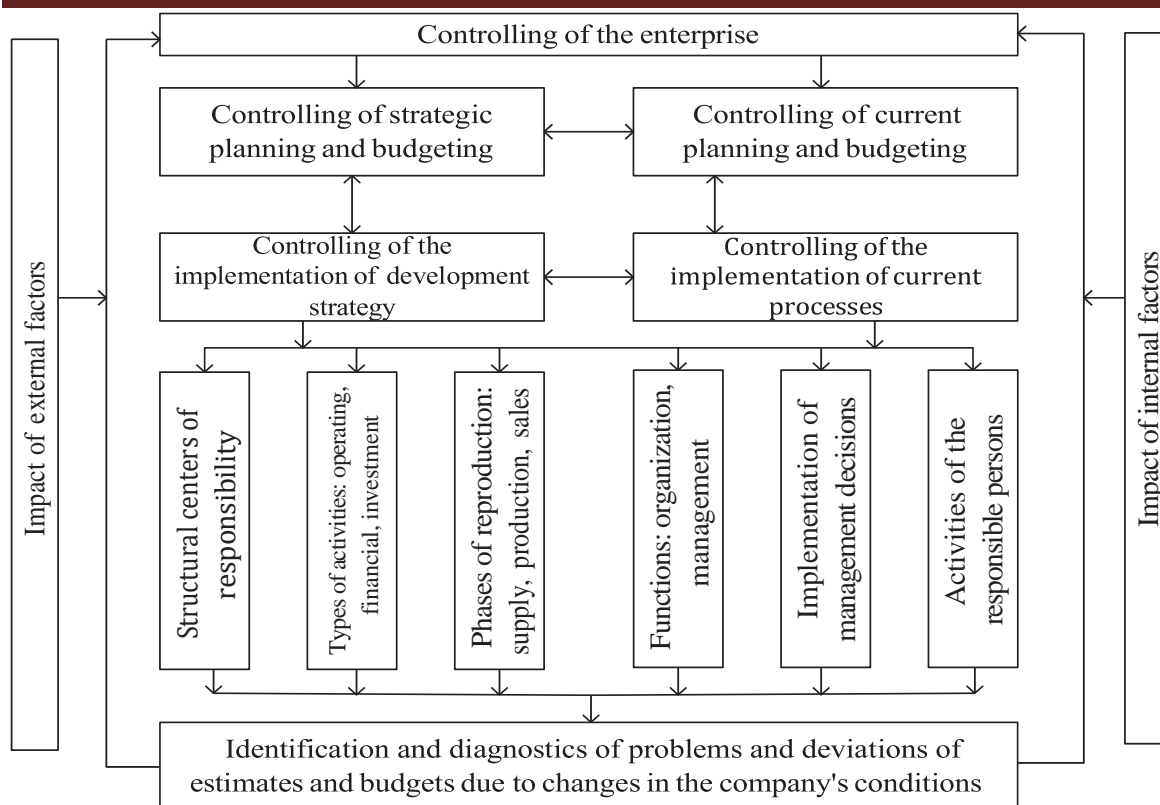 Controlling of the enterprise
Controlling of strategic
planning and budgeting
Controlling of current
planning and budgeting
Controlling of the
implementation of development
strategy
Controlling of the
implementation of current
processes
Impact of external factors
Structural centers of
responsibility
Types of activities: operating,
financial, investment
Phases of reproduction:
supply, production, sales
Functions: organization,
management
Implementation of
management decisions
Activities of the
responsible persons
Impact of internal factors
Identification and diagnostics of problems and deviations of
estimates and budgets due to changes in the company's conditions